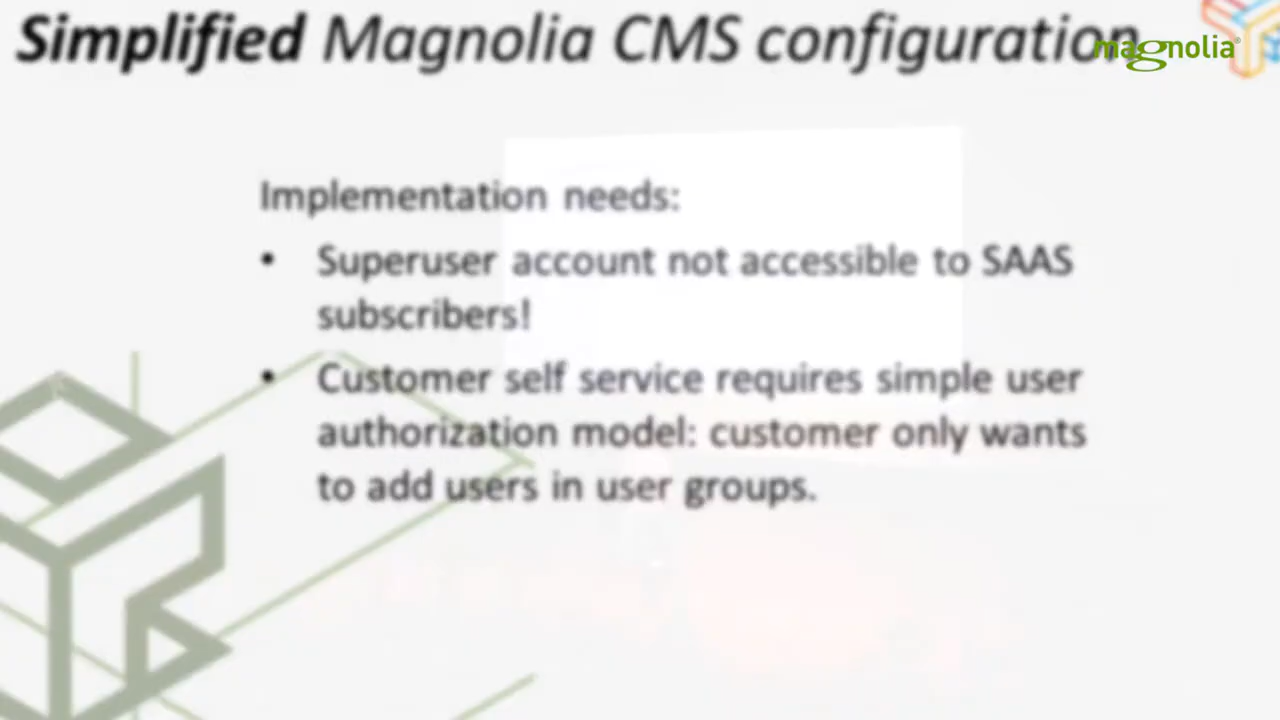 Simplified Magnolia CMS configuration
magnolia®
Implementation needs:
• Superuser account not accessible to SAAS
subscribers!
• Customer self service requires simple user
authorization model: customer only wants
to add users in user groups.